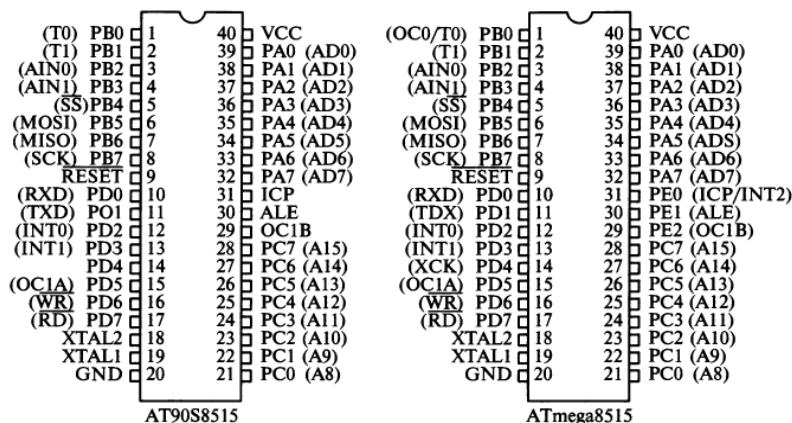 (T0) PB0 1 40 VCC
(T1) PB1 2 39 PA0 (AD0)
(AIN0) PB2 3 38 PA1 (AD1)
(AIN1) PB3 4 37 PA2 (AD2)
(SS)PB4 5 36 PA3 (AD3)
(MOSI) PB5 6 35 PA4 (AD4)
(MISO) PB6 7 34 PA5 (AD5)
(SCK) PB7 8 33 PA6 (AD6)
RESET 9 32 PA7 (AD7)
(RXD) PD0 10 31 ICP
(TXD) PO1 11 30 ALE
(INT0) PD2 12 29 OC1B
(INT1) PD3 13 28 PC7 (A15)
PD4 14 27 PC6 (A14)
(OC1A) PD5 15 26 PC5 (A13)
(WR) PD6 16 25 PC4 (A12)
(RD) PD7 17 24 PC3 (A11)
XTAL2 18 23 PC2 (A10)
XTAL1 19 22 PC1 (A9)
GND 20 21 PC0 (A8)
AT90S8515
(OC0/T0) PB0 1 40 VCC
(T1) PB1 2 39 PA0 (AD0)
(AIN0) PB2 3 38 PA1 (AD1)
(AIN1) PB3 4 37 PA2 (AD2)
(SS) PB4 5 36 PA3 (AD3)
(MOSI) PB5 6 35 PA4 (AD4)
(MISO) PB6 7 34 PA5 (ADS)
(SCK) PB7 8 33 PA6 (AD6)
RESET 9 32 PA7 (AD7)
(RXD) PD0 10 31 PE0 (ICP/INT2)
(TDX) PD1 11 30 PE1 (ALE)
(INT0) PD2 12 29 PE2 (OC1B)
(INT1) PD3 13 28 PC7 (A15)
(XCK) PD4 14 27 PC6 (A14)
(OC1A) PD5 15 26 PC5 (A13)
(WR) PD6 16 25 PC4 (A12)
(RD) PD7 17 24 PC3 (A11)
XTAL2 18 23 PC2 (A10)
XTAL1 19 22 PC1 (A9)
GND 20 21 PC0 (A8)
ATmega8515